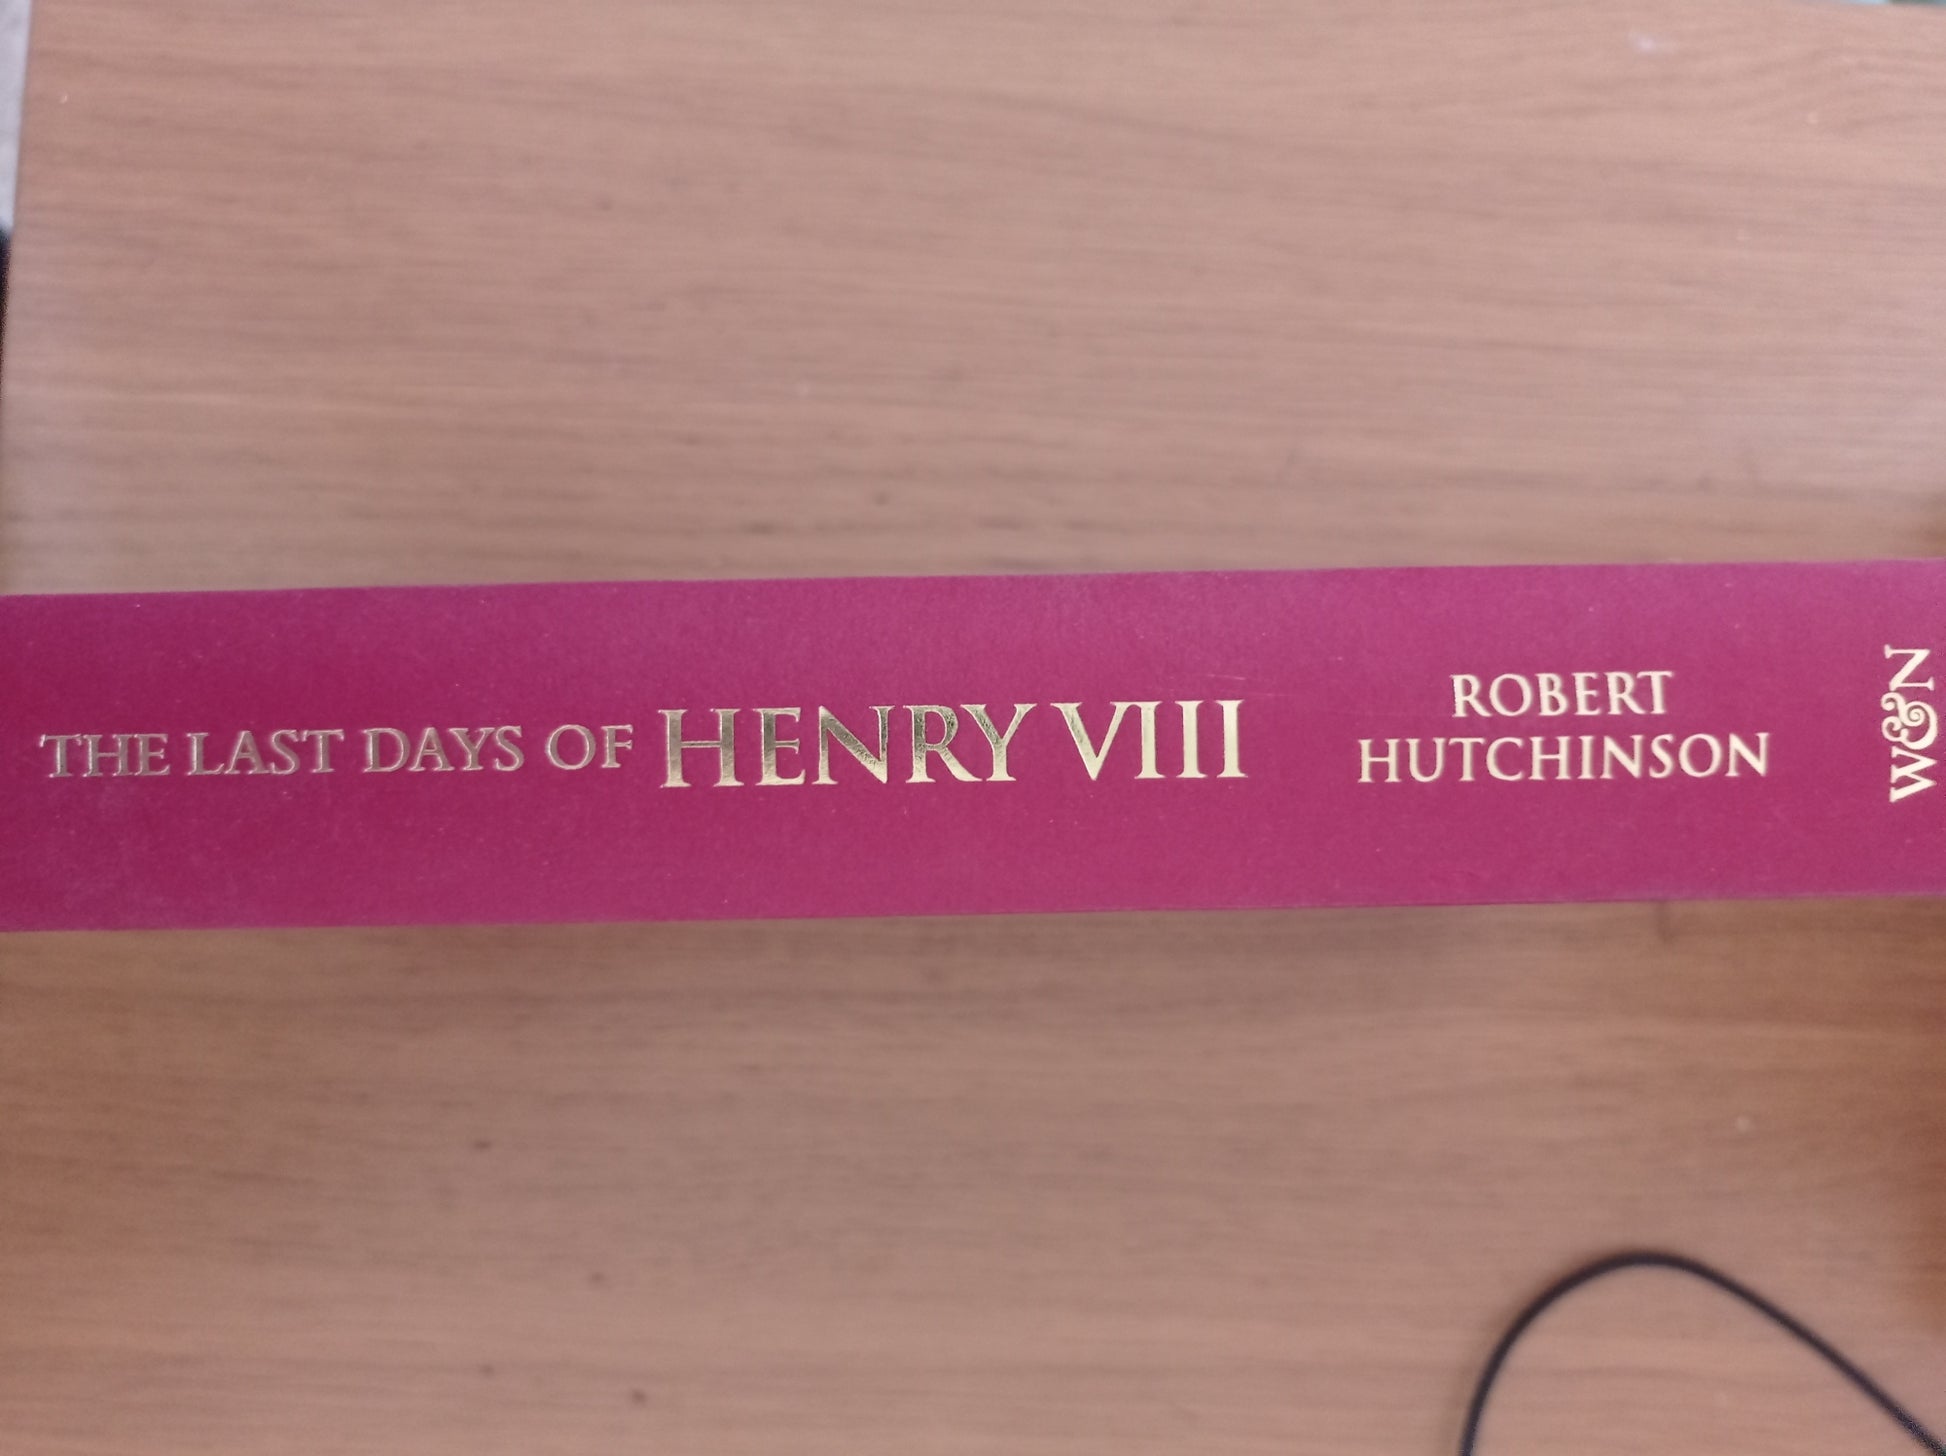 THE LAST DAYS OF HENRY VIII
ROBERT
HUTCHINSON
W&N